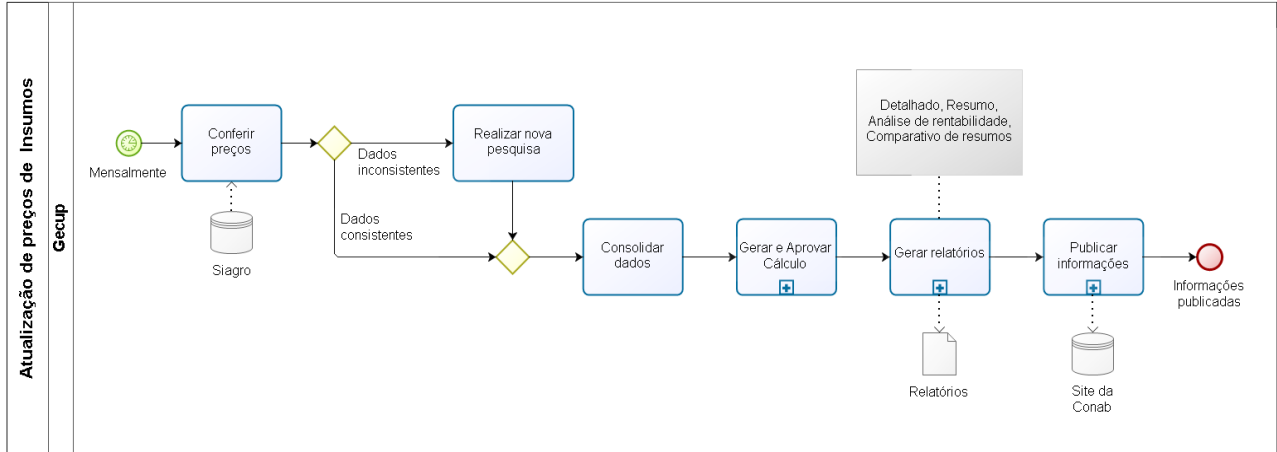 Atualização de preços de Insumos
Gecup
Mensalmente
Conferir
preços
Siagro
Dados
inconsistentes
Dados
consistentes
Realizar nova
pesquisa
Consolidar
dados
Gerar e Aprovar
Cálculo
Detalhado, Resumo,
Análise de rentabilidade,
Comparativo de resumos
Gerar relatórios
Relatórios
Publicar
informações
Site da
Conab
Informações
publicadas